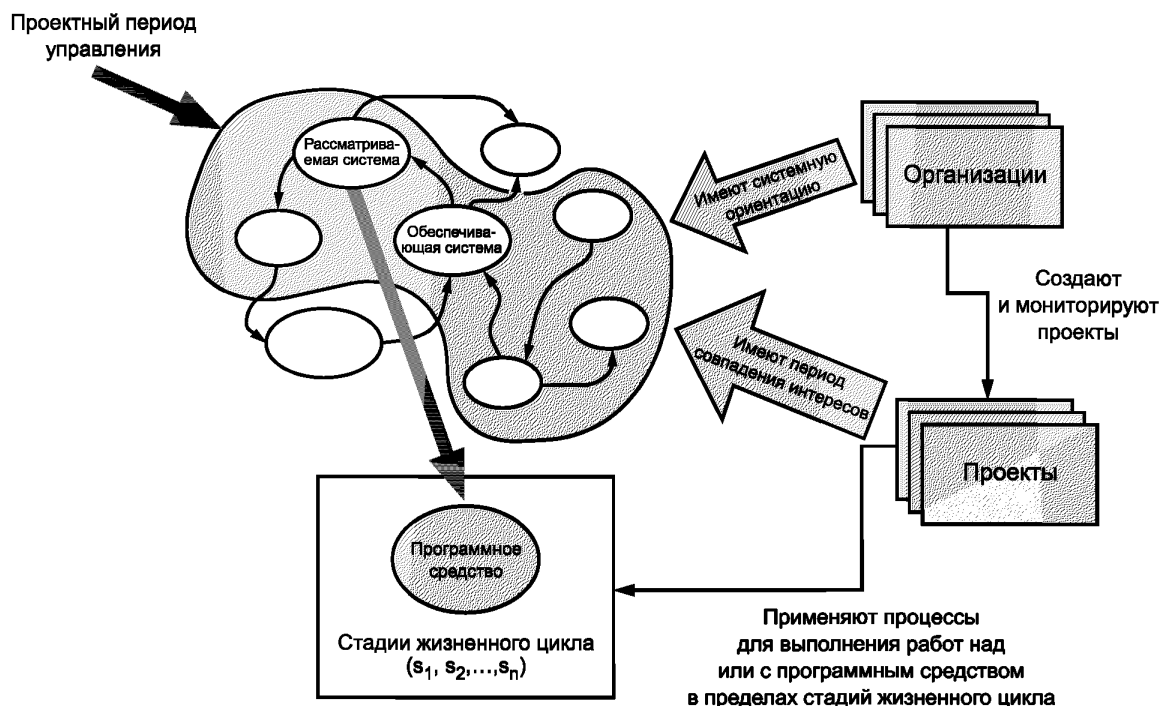 Проектный период
управления
Рассматрива-
емая система
Обеспечива-
ющая система
Имеют системную
ориентацию
Организации
Создают
и мониторируют
проекты
Имеют период
совпадения интересов
Проекты
Программное
средство
Стадии жизненного цикла
(s₁, s₂,...,sₙ)
Применяют процессы
для выполнения работ над
или с программным средством
в пределах стадий жизненного цикла